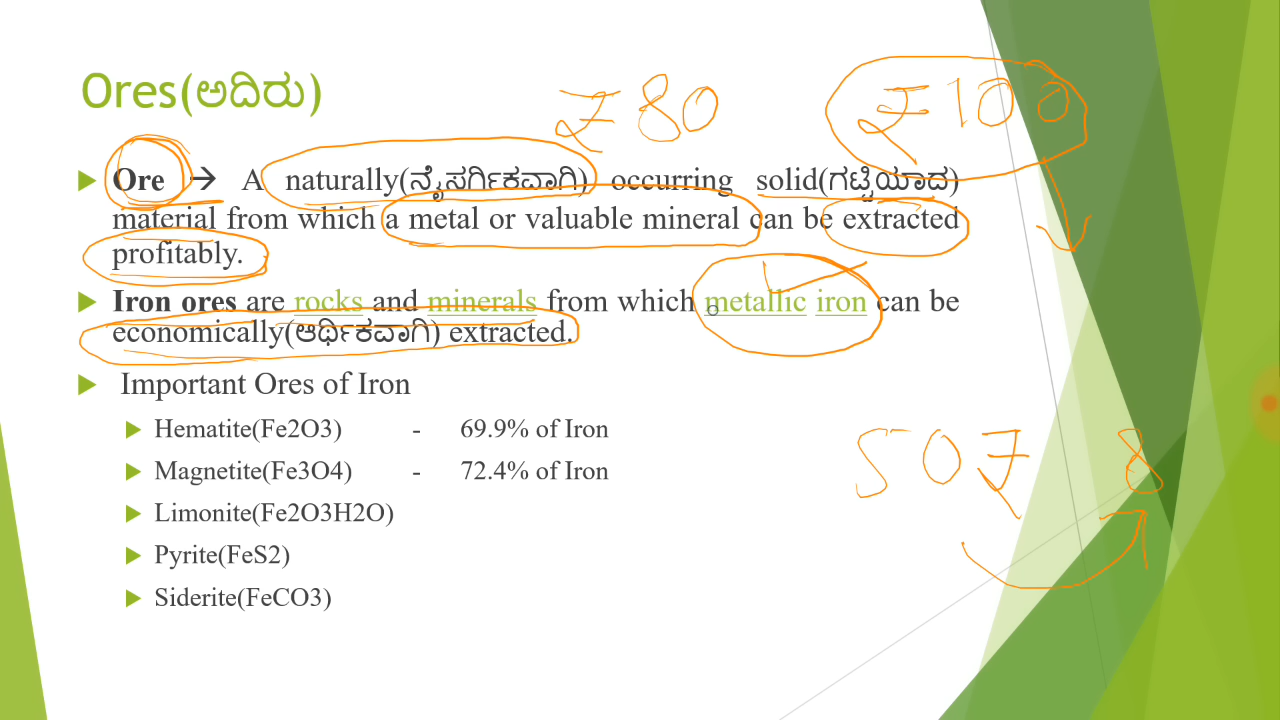 Ores(ಅದಿರು)
₹ 80
₹100
Ore → A naturally(ನೈಸರ್ಗಿಕವಾಗಿ) occurring solid(ಗಟ್ಟಿಯಾದ)
material from which a metal or valuable mineral can be extracted
profitably.
Iron ores are rocks and minerals from which metallic iron can be
economically(ಆರ್ಥಿಕವಾಗಿ) extracted.
Important Ores of Iron
Hematite(Fe2O3) - 69.9% of Iron
Magnetite(Fe3O4) - 72.4% of Iron
Limonite(Fe2O3H2O)
Pyrite(FeS2)
Siderite(FeCO3)
50₹ 8